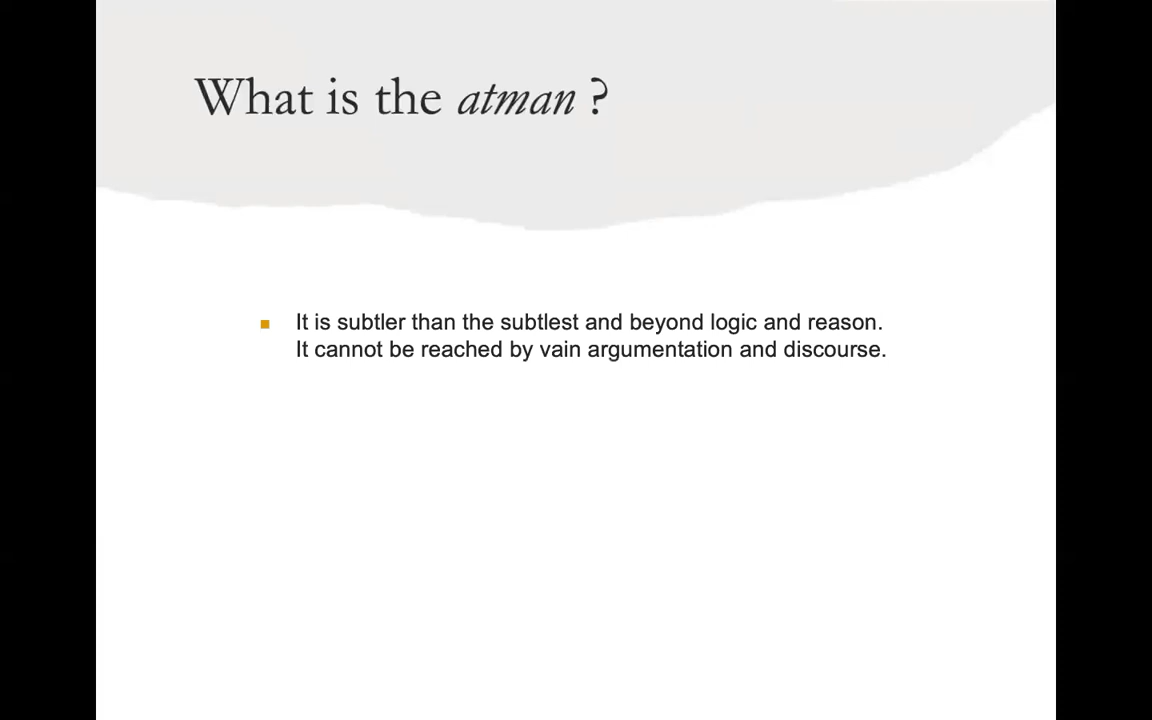 What is the atman ?
It is subtler than the subtlest and beyond logic and reason.
It cannot be reached by vain argumentation and discourse.